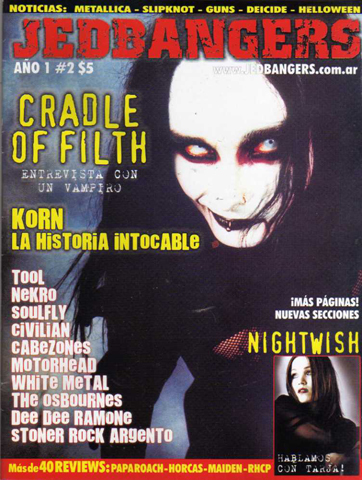 NOTICIAS: METALLICA - SLIPKNOT - GUNS - DEICIDE - HELLOWEEN
JEDBANGERS
AÑO 1 #2 $5
www.JEDBANGERS.com.ar
CRADLE
OF FILTH
ENTREVISTA CON
UN VAMPIRO
KORN
LA HISTORIA INTOCABLE
TOOL
NEKRO
SOULFLY
CIVILIAN
CABEZONES
MOTORHEAD
WHITE METAL
THE OSBOURNES
DEE DEE RAMONE
STONER ROCK ARGENTO
¡MÁS PÁGINAS!
NUEVAS SECCIONES
NIGHTWISH
HABLAMOS
CON TARJA!
Más de 40 REVIEWS: PAPA ROACH - HORCAS - MAIDEN - RHCP